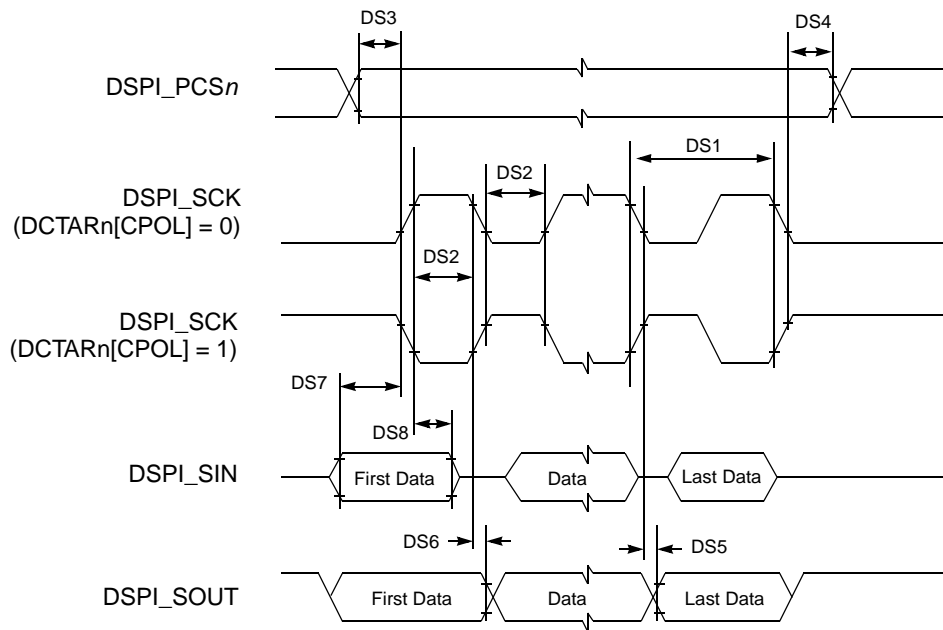 DS3
DS4
DSPI_PCSn
DS1
DS2
DSPI_SCK
(DCTARn[CPOL] = 0)
DS2
DSPI_SCK
(DCTARn[CPOL] = 1)
DS7
DS8
DSPI_SIN
First Data
Data
Last Data
DS6
DS5
DSPI_SOUT
First Data
Data
Last Data